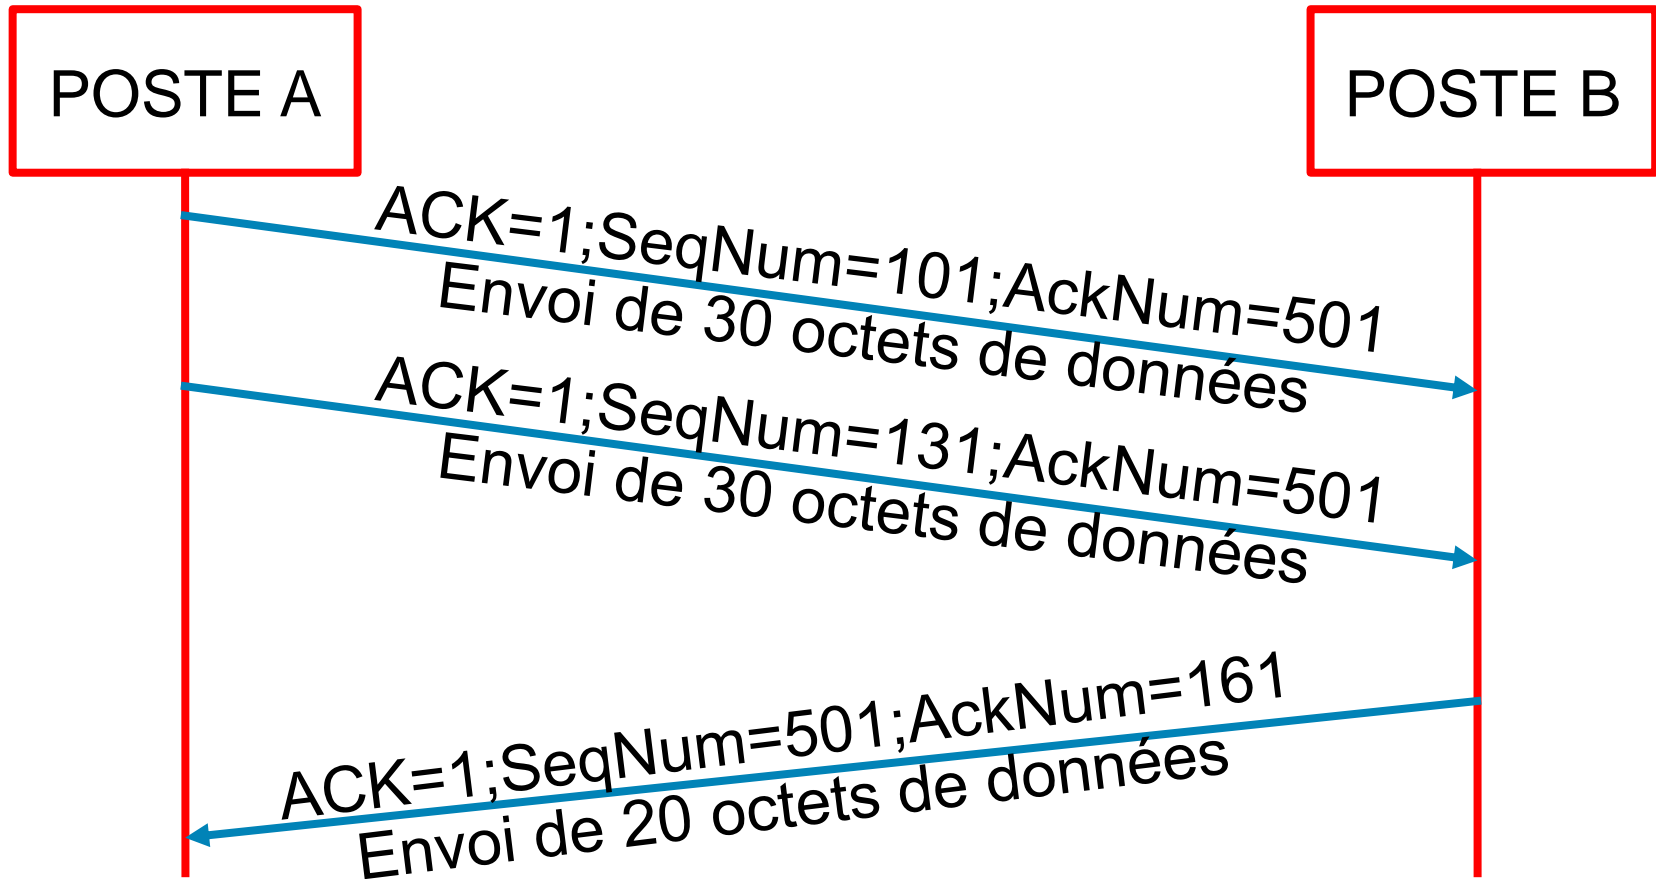 POSTE A
POSTE B
ACK=1;SeqNum=101;AckNum=501
Envoi de 30 octets de données
ACK=1;SeqNum=131;AckNum=501
Envoi de 30 octets de données
ACK=1;SeqNum=501;AckNum=161
Envoi de 20 octets de données